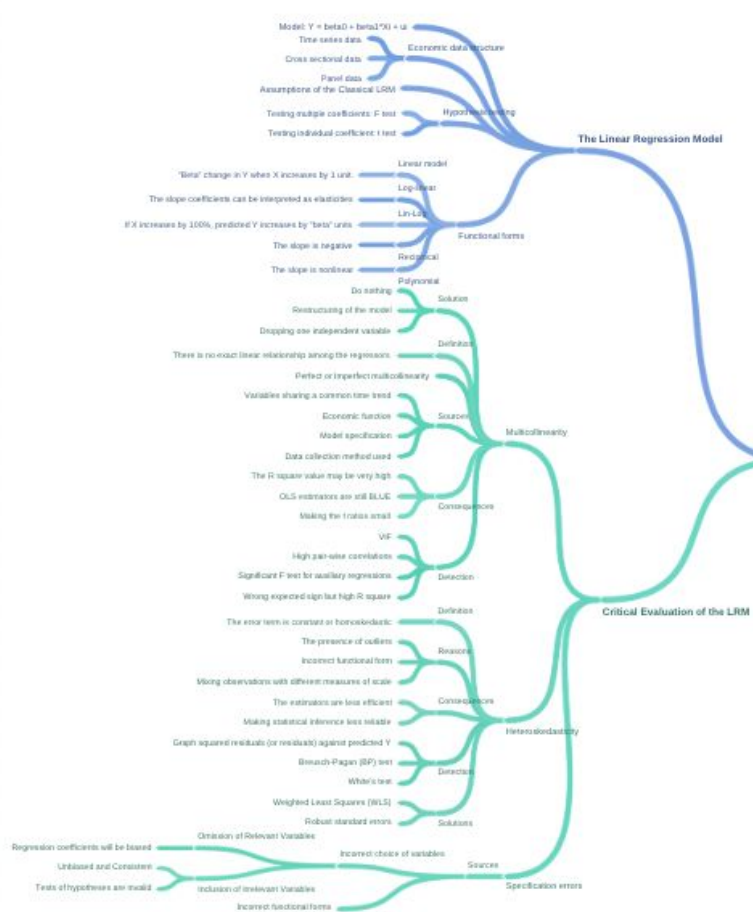 Model: Y = beta0 + beta1*Xi + ui
Time series data
Economic data structure
Cross sectional data
Panel data
Assumptions of the Classical LRM
Testing multiple coefficients: F test
Hypothesis testing
Testing individual coefficient: t test
The Linear Regression Model
Linear model
"Beta" change in Y when X increases by 1 unit.
Log-linear
The slope coefficients can be interpreted as elasticities
Lin-Log
If X increases by 100%, predicted Y increases by "beta" units
Functional forms
The slope is negative
Reciprocal
The slope is nonlinear
Polynomial
Do nothing
Solution
Restructuring of the model
Dropping one independent variable
Definition
There is no exact linear relationship among the regressors.
Perfect or Imperfect multicollinearity
Variables sharing a common time trend
Economic function
Sources
Model specification
Multicollinearity
Data collection method used
The R square value may be very high
OLS estimators are still BLUE
Consequences
Making the t ratios small
VIF
High pair-wise correlations
Significant F test for auxiliary regressions
Detection
Wrong expected sign but high R square
Critical Evaluation of the LRM
Definition
The error term is constant or homoskedastic
The presence of outliers
Reasons
Incorrect functional form
Mixing observations with different measures of scale
The estimators are less efficient
Consequences
Making statistical inference less reliable
Heteroskedasticity
Graph squared residuals (or residuals) against predicted Y
Breusch-Pagan (BP) test
Detection
White's test
Weighted Least Squares (WLS)
Robust standard errors
Solutions
Omission of Relevant Variables
Regression coefficients will be biased
Incorrect choice of variables
Unbiased and Consistent
Sources
Tests of hypotheses are invalid
Inclusion of Irrelevant Variables
Specification errors
Incorrect functional forms